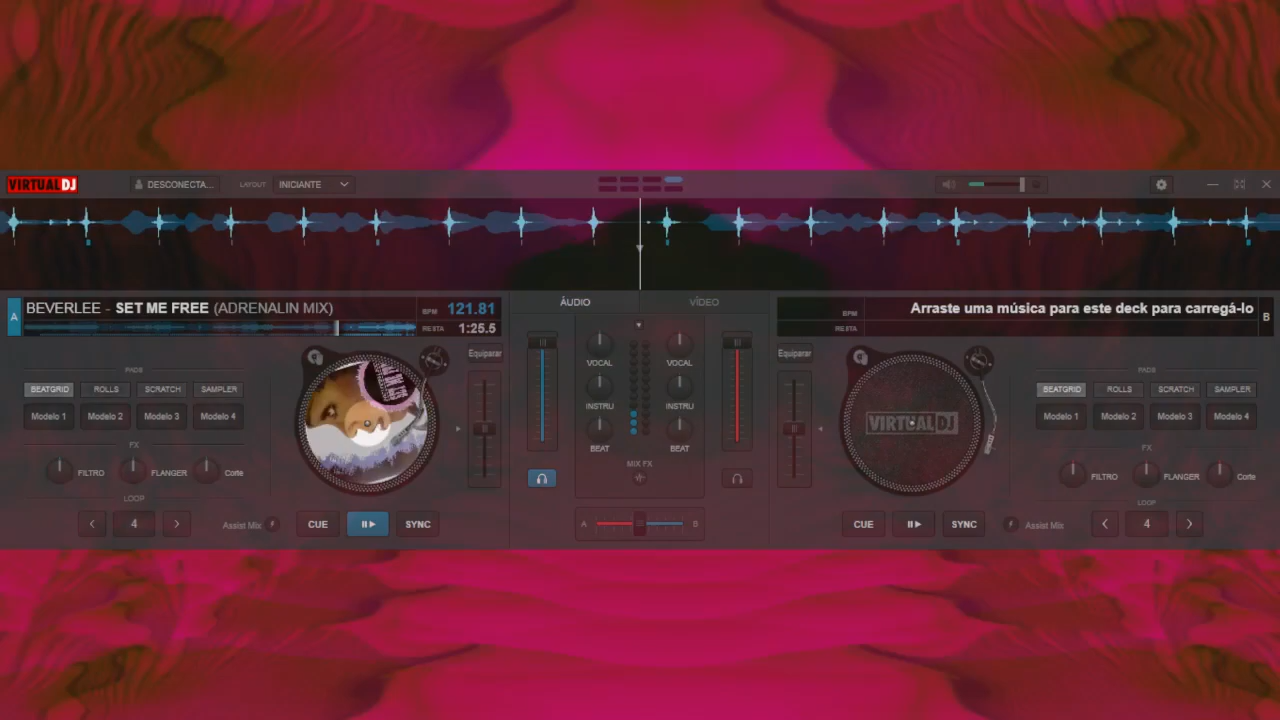 VIRTUAL DJ DESCONECTA... LAYOUT INICIANTE
A BEVERLEE - SET ME FREE (ADRENALIN MIX) BPM 121.81
RESTA 1:25.5
ÁUDIO VÍDEO
BPM Arraste uma música para este deck para carregá-lo B
RESTA
Equiparar Equiparar
PADS
BEATGRID ROLLS SCRATCH SAMPLER
Modelo 1 Modelo 2 Modelo 3 Modelo 4
FX
FILTRO FLANGER Corte
LOOP
4 Assist Mix CUE SYNC
VOCAL VOCAL
INSTRU INSTRU
BEAT BEAT
MIX FX
A B
VIRTUAL DJ
PADS
BEATGRID ROLLS SCRATCH SAMPLER
Modelo 1 Modelo 2 Modelo 3 Modelo 4
FX
FILTRO FLANGER Corte
LOOP
CUE SYNC Assist Mix 4